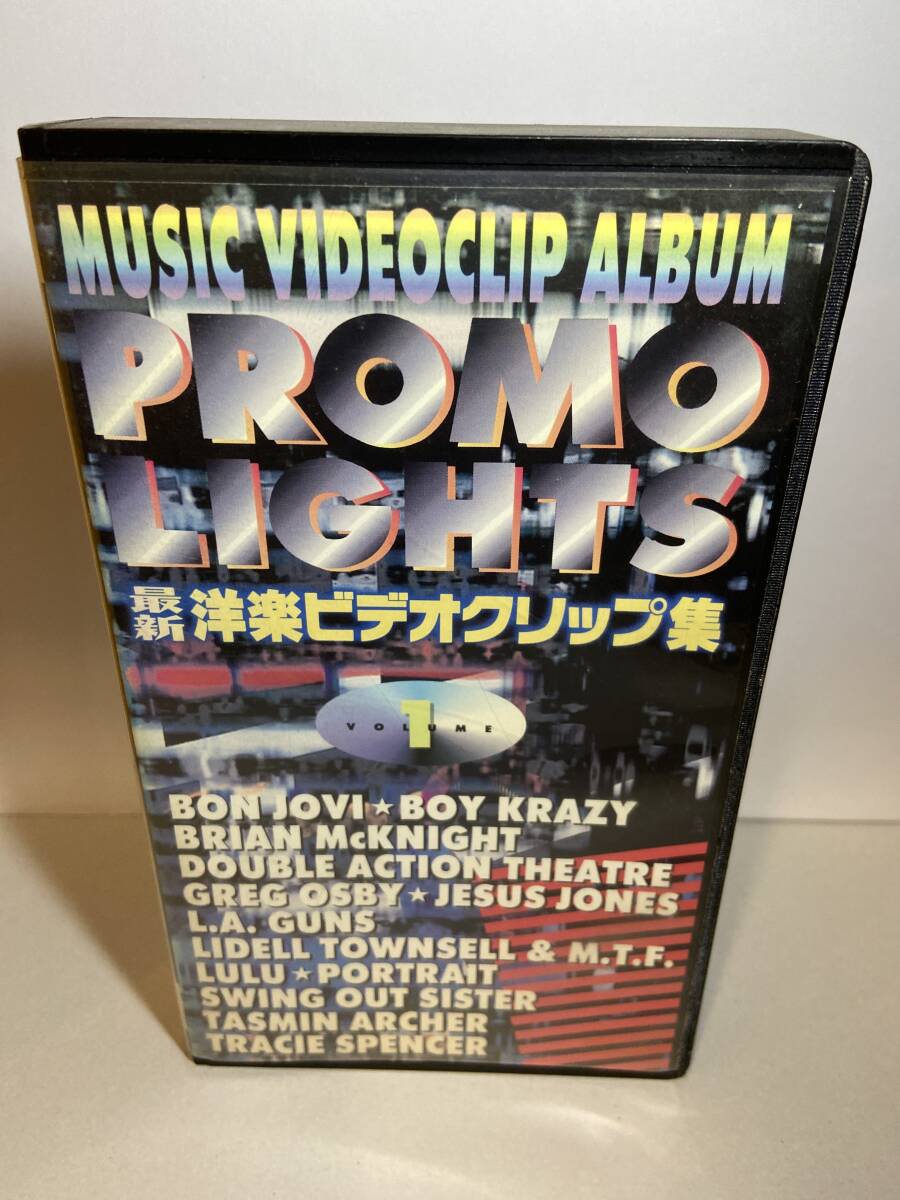 MUSIC VIDEOCLIP ALBUM
PROMO
LIGHTS
最新 洋楽ビデオクリップ集
VOLUME 1
BON JOVI★BOY KRAZY
BRIAN McKNIGHT
DOUBLE ACTION THEATRE
GREG OSBY★JESUS JONES
L.A. GUNS
LIDELL TOWNSELL & M.T.F.
LULU★PORTRAIT
SWING OUT SISTER
TASMIN ARCHER
TRACIE SPENCER